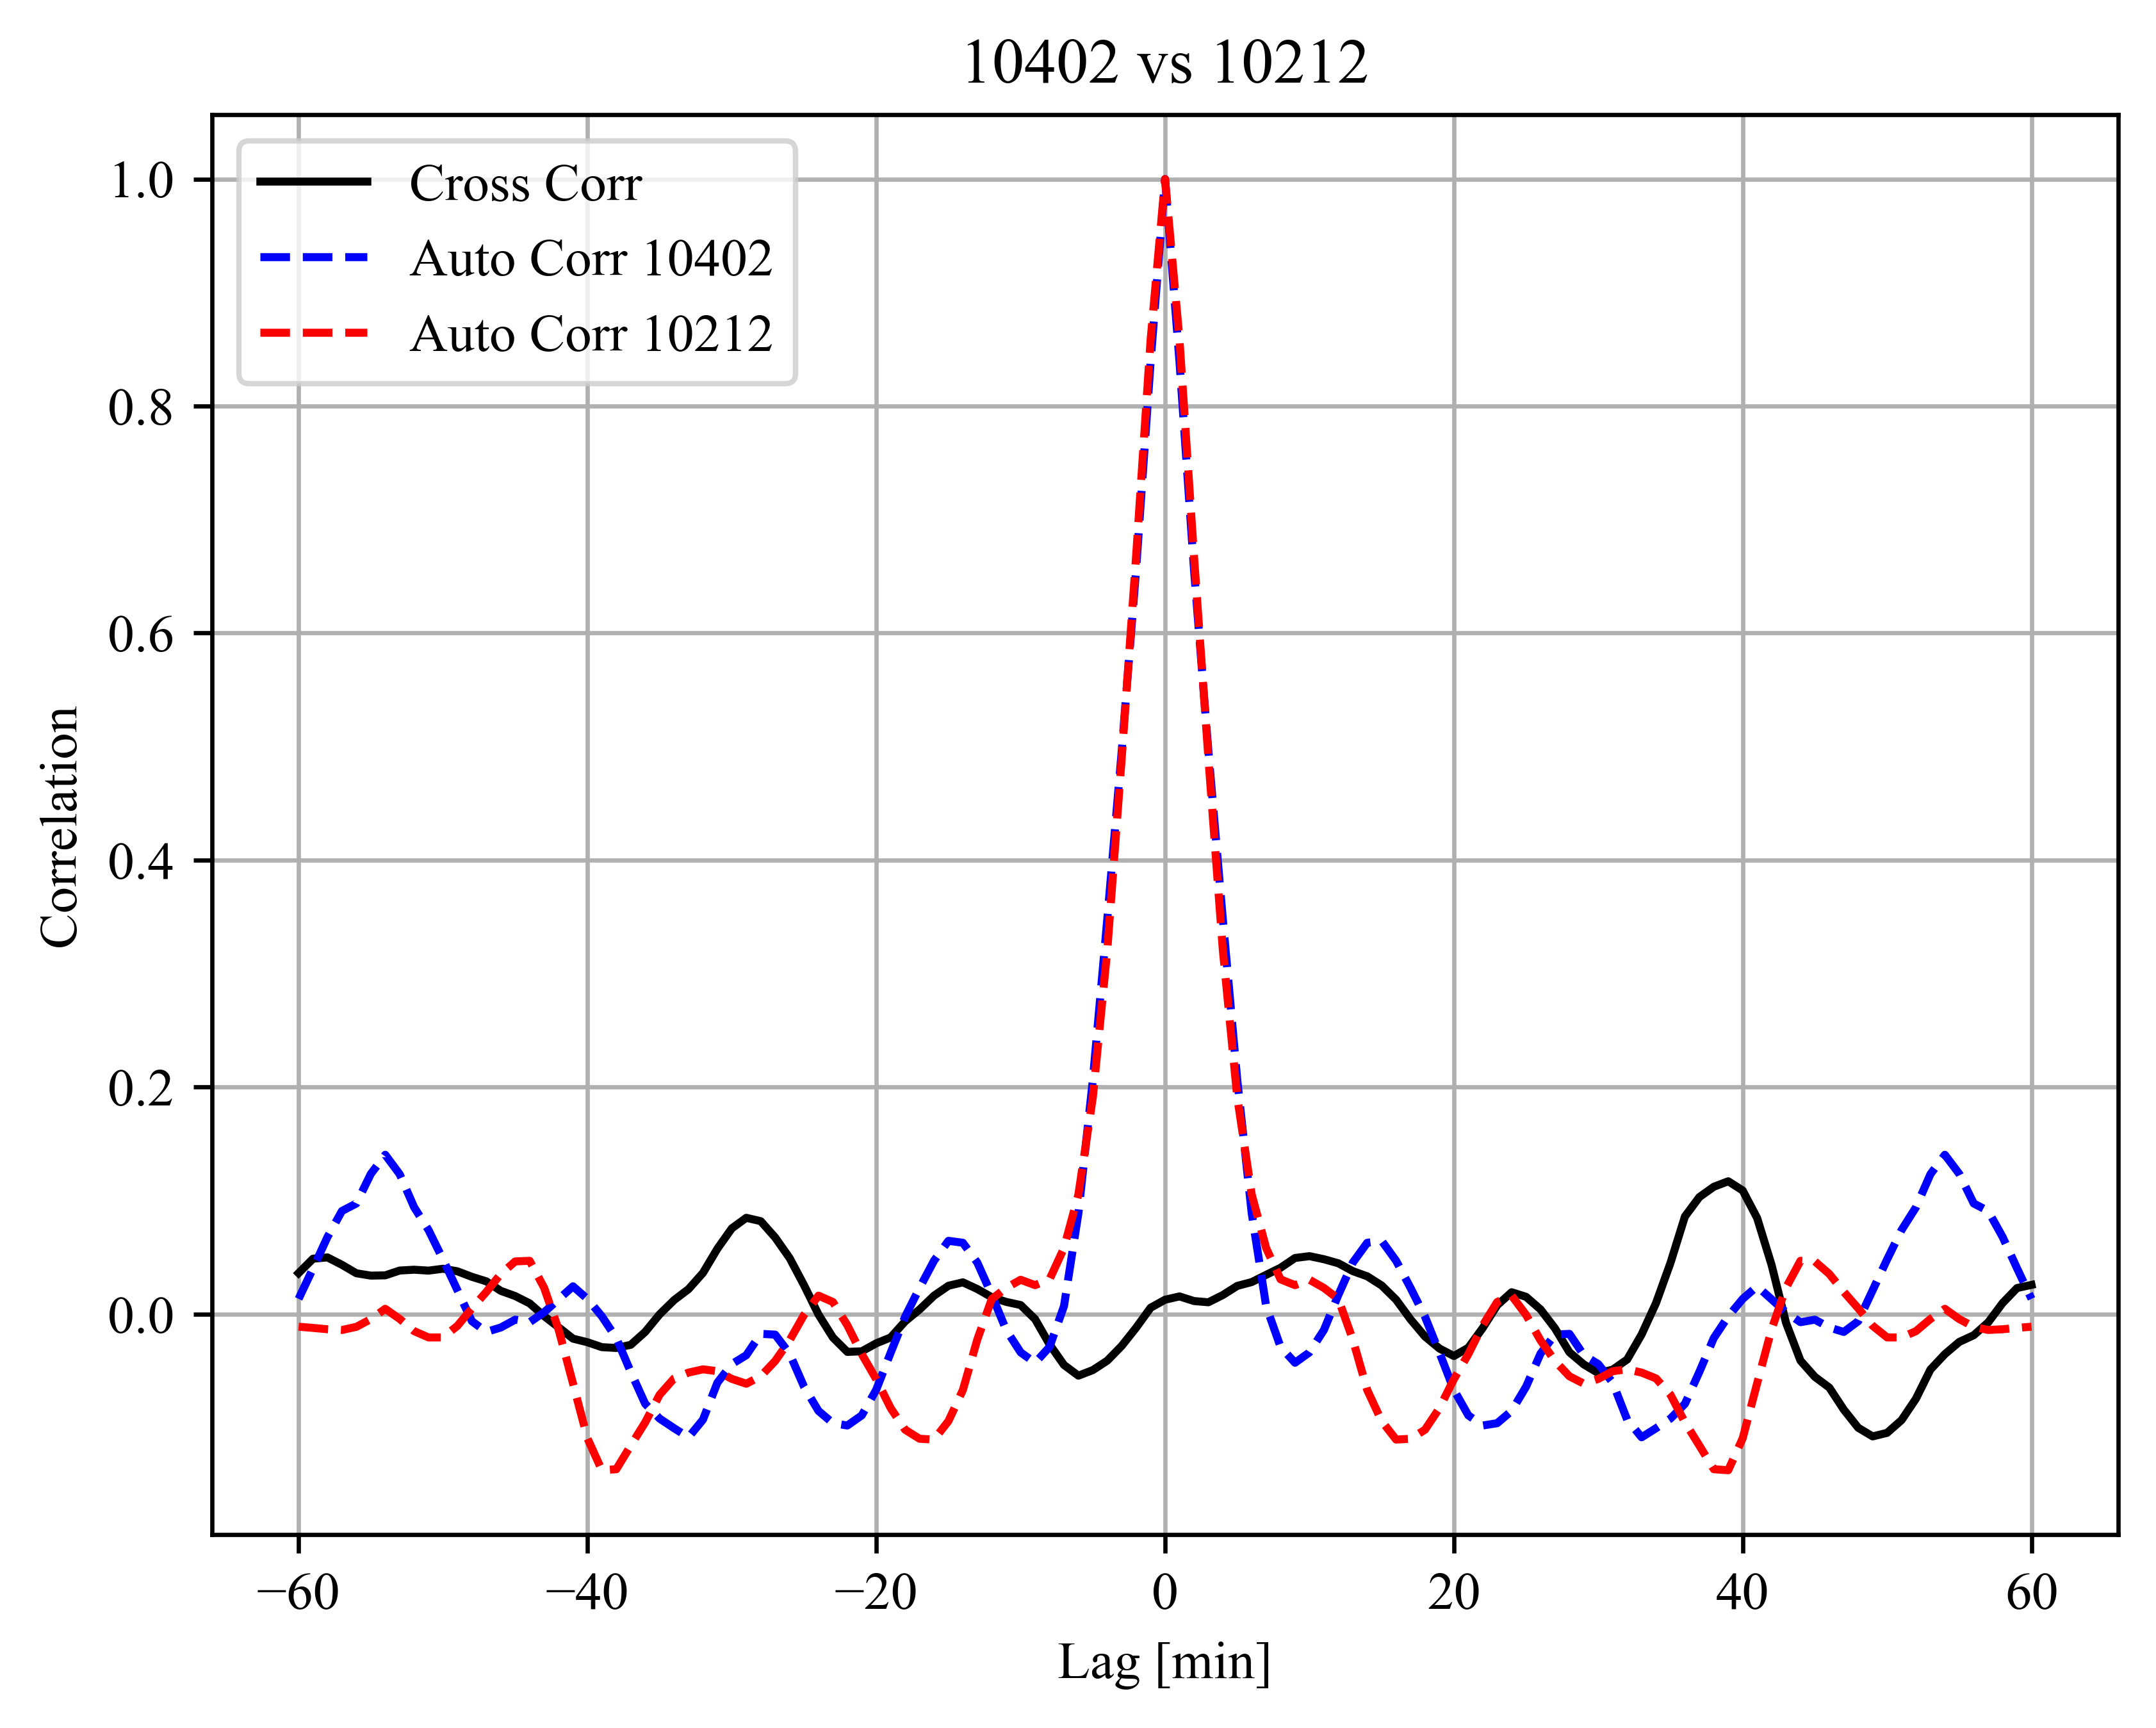 10402 vs 10212
Cross Corr
Auto Corr 10402
Auto Corr 10212
1.0
0.8
0.6
0.4
0.2
0.0
Correlation
−60 −40 −20 0 20 40 60
Lag [min]